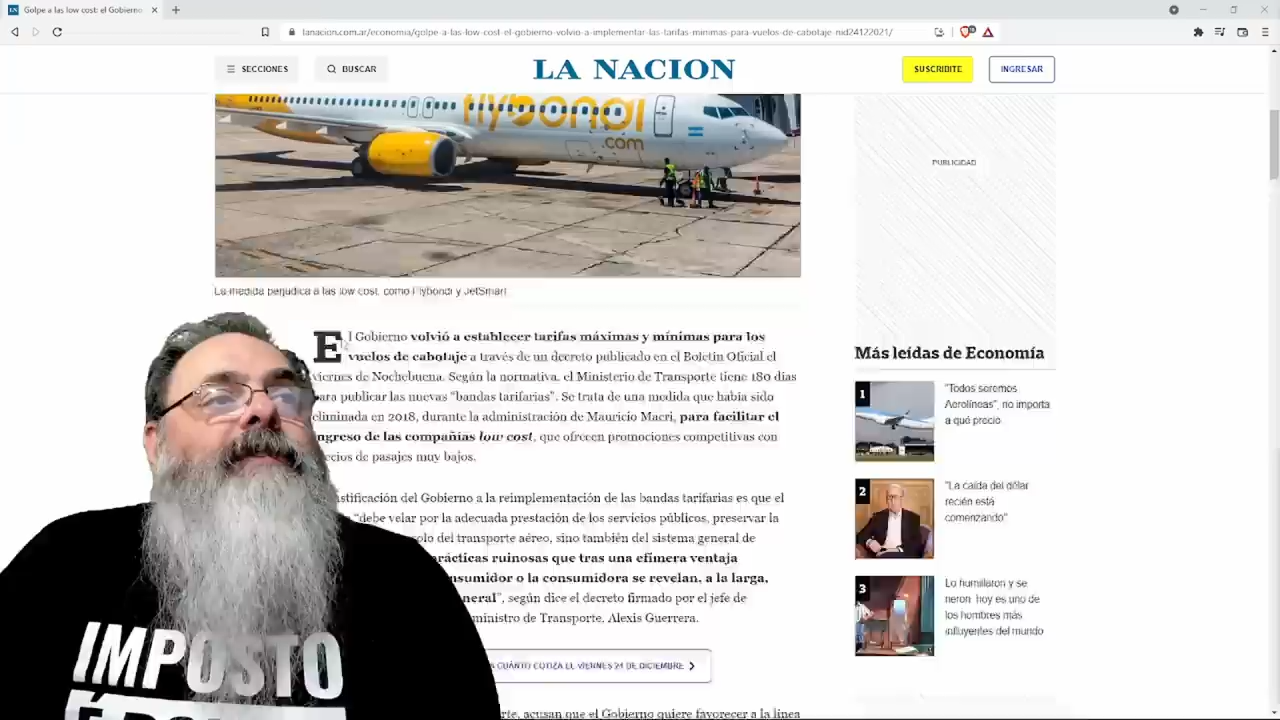 Golpe a las low cost: el Gobierno
lanacion.com.ar/economia/golpe-a-las-low-cost-el-gobierno-volvio-a-implementar-las-tarifas-minimas-para-vuelos-de-cabotaje-nid24122021/
SECCIONES
BUSCAR
LA NACION
SUSCRIBITE
INGRESAR
flybondi
.com
PUBLICIDAD
La medida perjudica a las low cost, como Flybondi y JetSmart
El Gobierno volvió a establecer tarifas máximas y mínimas para los
vuelos de cabotaje a través de un decreto publicado en el Boletín Oficial el
viernes de Nochebuena. Según la normativa, el Ministerio de Transporte tiene 180 días
para publicar las nuevas “bandas tarifarias”. Se trata de una medida que había sido
eliminada en 2018, durante la administración de Mauricio Macri, para facilitar el
ingreso de las compañías low cost, que ofrecen promociones competitivas con
precios de pasajes muy bajos.
justificación del Gobierno a la reimplementación de las bandas tarifarias es que el
“debe velar por la adecuada prestación de los servicios públicos, preservar la
solo del transporte aéreo, sino también del sistema general de
prácticas ruinosas que tras una efímera ventaja
consumidor o la consumidora se revelan, a la larga,
general”, según dice el decreto firmado por el jefe de
ministro de Transporte, Alexis Guerrera.
A CUÁNTO COTIZA EL VIERNES 24 DE DICIEMBRE
acusan que el Gobierno quiere favorecer a la línea
Más leídas de Economía
1
"Todos seremos
Aerolíneas", no importa
a qué precio
2
"La caída del dólar
recién está
comenzando"
3
Lo humillaron y se
rieron hoy es uno de
los hombres más
influyentes del mundo
IMPOSTO
É